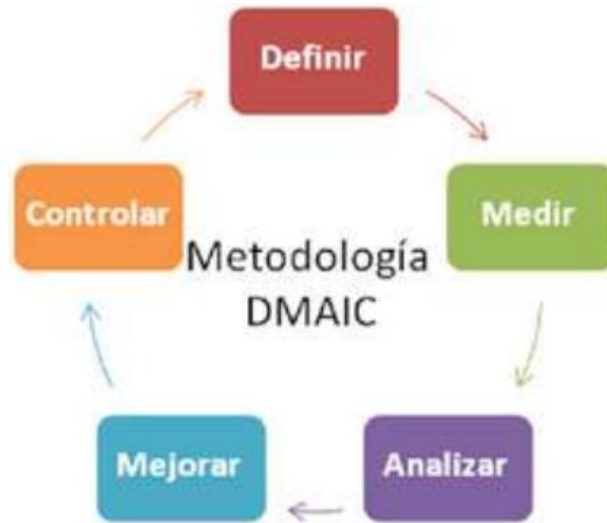 Definir
Controlar
Medir
Metodología
DMAIC
Mejorar
Analizar